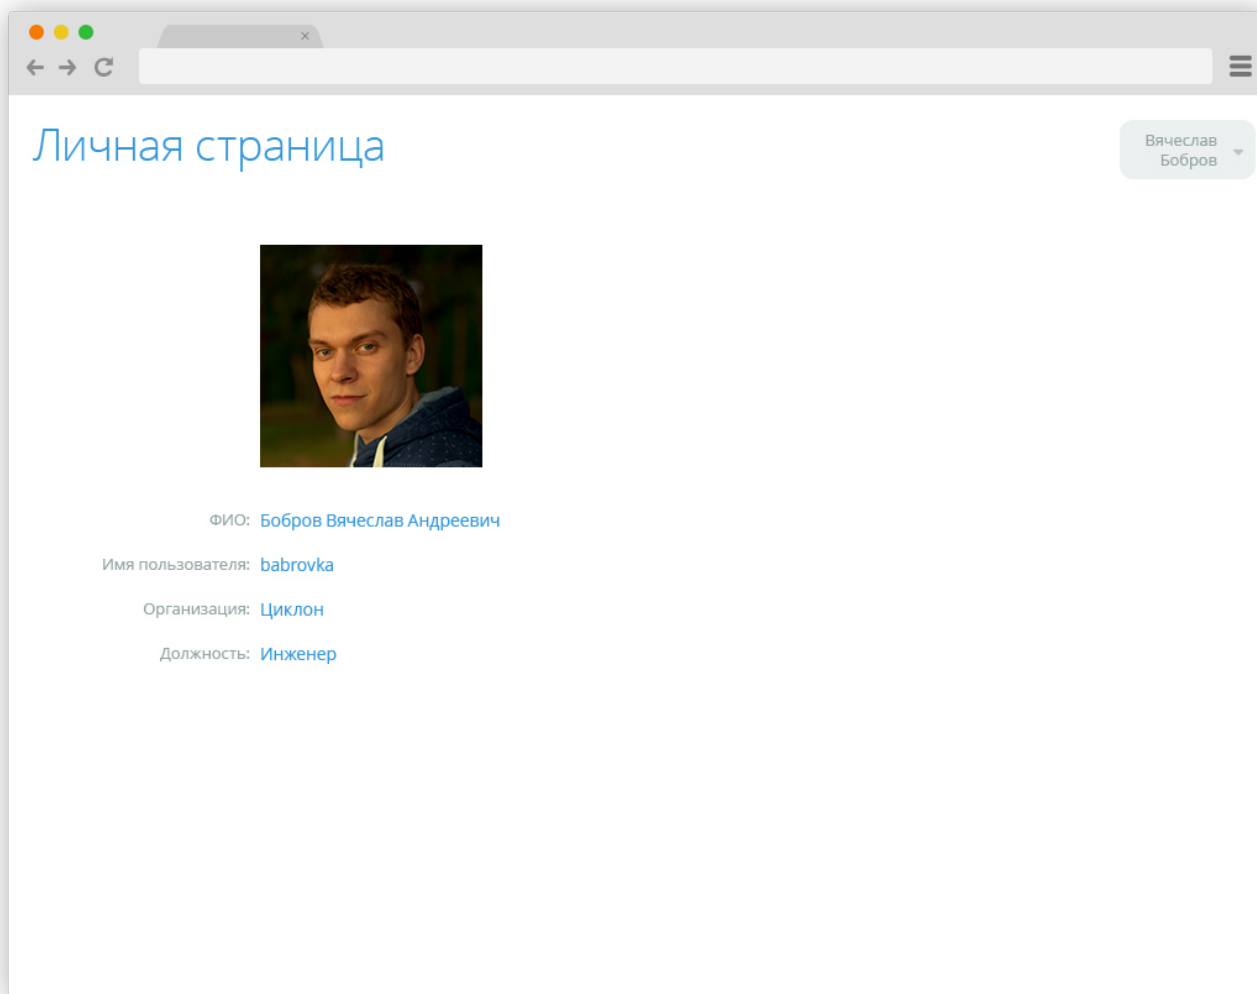 Личная страница
Вячеслав
Бобров
ФИО: Бобров Вячеслав Андреевич
Имя пользователя: babrovka
Организация: Циклон
Должность: Инженер